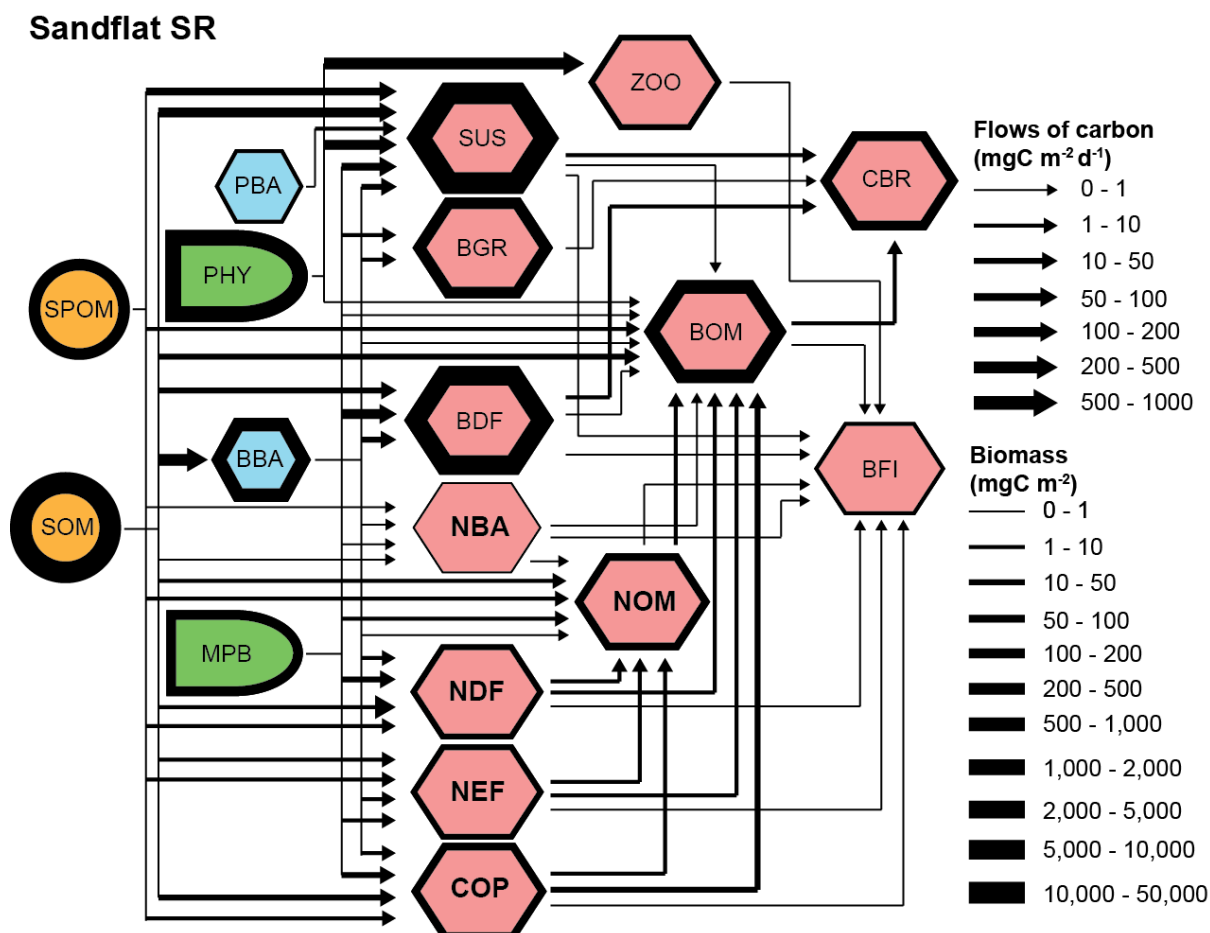 Sandflat SR
ZOO
SUS
PBA
CBR
BGR
PHY
SPOM
BOM
BDF
BBA
BFI
SOM
NBA
NOM
MPB
NDF
NEF
COP
Flows of carbon
(mgC m⁻² d⁻¹)
0 - 1
1 - 10
10 - 50
50 - 100
100 - 200
200 - 500
500 - 1000
Biomass
(mgC m⁻²)
0 - 1
1 - 10
10 - 50
50 - 100
100 - 200
200 - 500
500 - 1,000
1,000 - 2,000
2,000 - 5,000
5,000 - 10,000
10,000 - 50,000